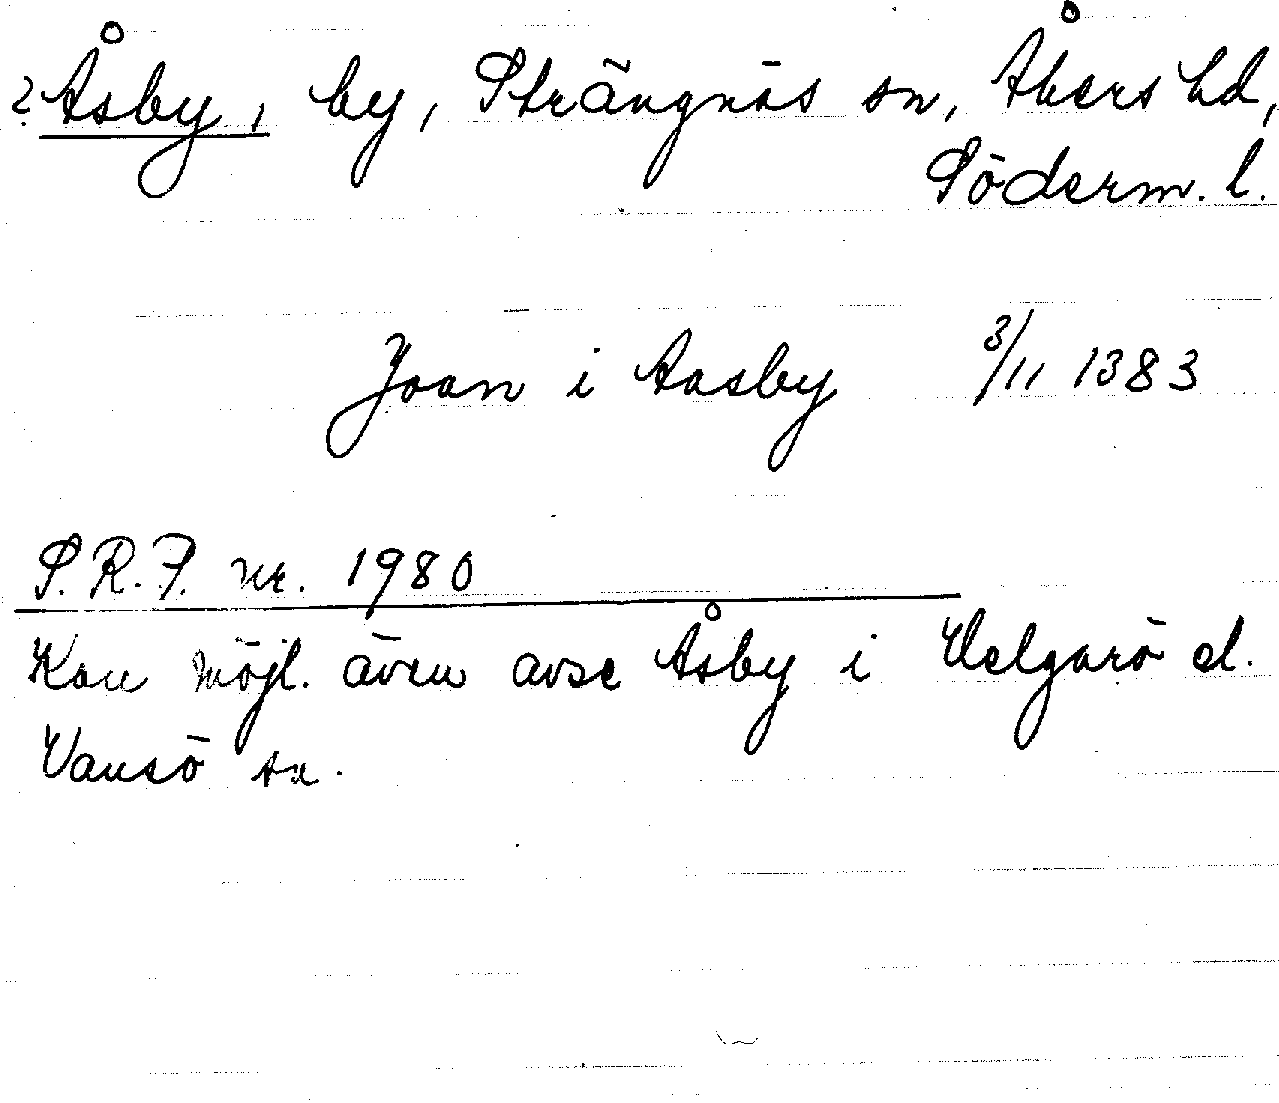 ? Åsby, by, Strängnäs sn, Åkers hd,
Söderm. l.
Joan i Aasby 3/11 1383
S.R.P. nr. 1980
Kan möjl. även avse Åsby i Helgarö el.
Vansö sn.